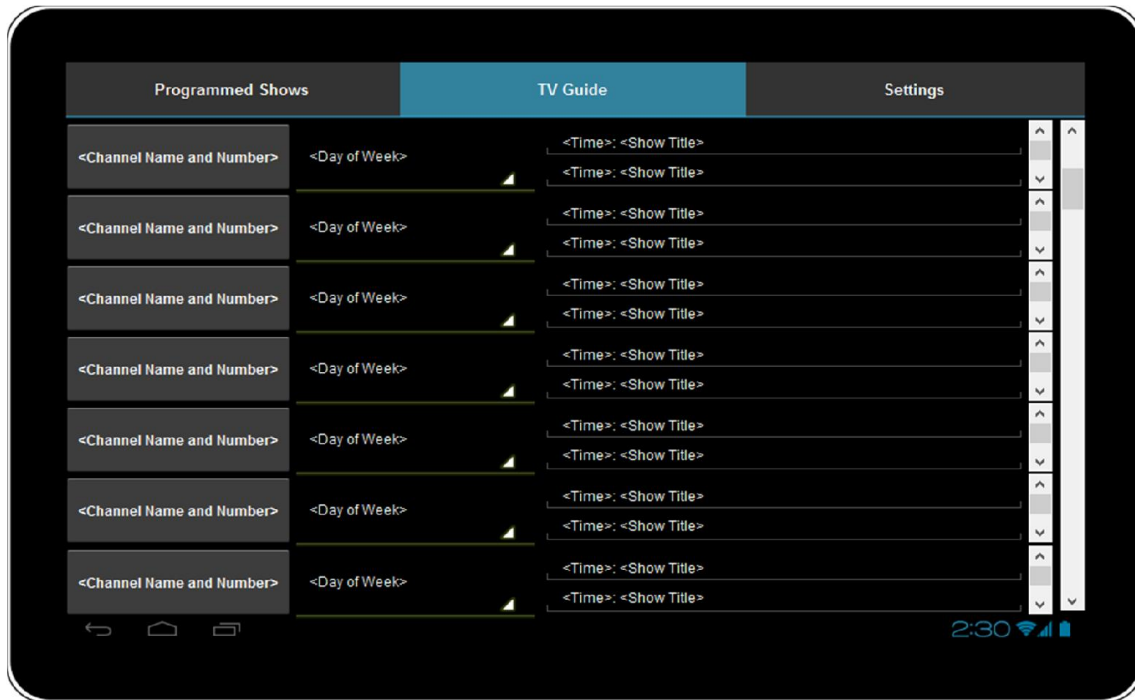 Programmed Shows TV Guide Settings
<Channel Name and Number> <Day of Week> <Time>: <Show Title>
<Time>: <Show Title>
<Channel Name and Number> <Day of Week> <Time>: <Show Title>
<Time>: <Show Title>
<Channel Name and Number> <Day of Week> <Time>: <Show Title>
<Time>: <Show Title>
<Channel Name and Number> <Day of Week> <Time>: <Show Title>
<Time>: <Show Title>
<Channel Name and Number> <Day of Week> <Time>: <Show Title>
<Time>: <Show Title>
<Channel Name and Number> <Day of Week> <Time>: <Show Title>
<Time>: <Show Title>
<Channel Name and Number> <Day of Week> <Time>: <Show Title>
<Time>: <Show Title>
2:30